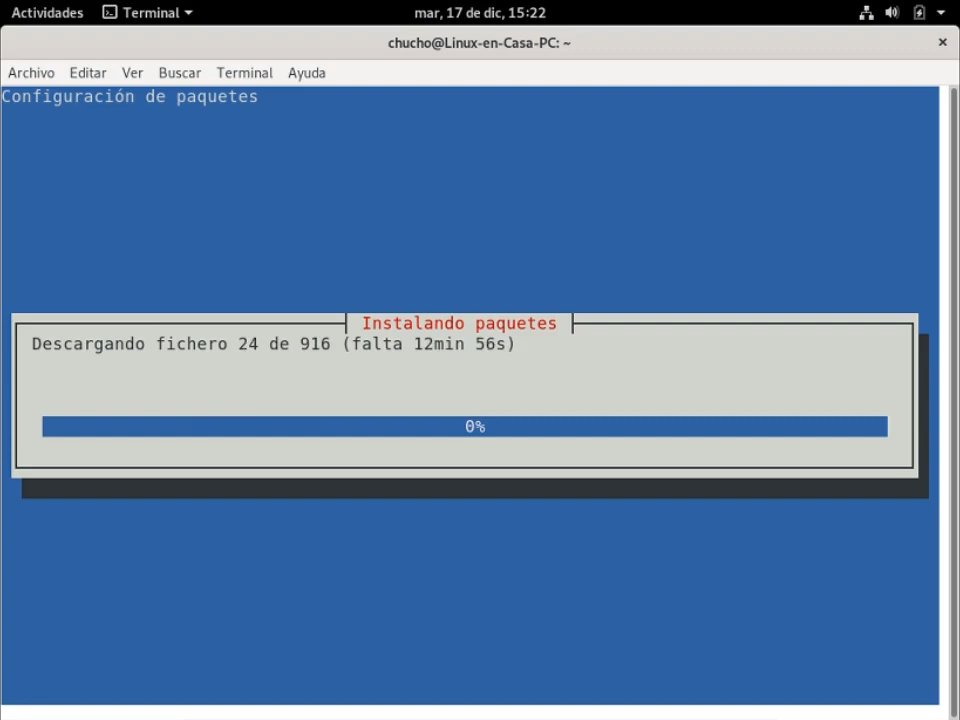 Actividades Terminal mar, 17 de dic, 15:22
chucho@Linux-en-Casa-PC: ~
Archivo Editar Ver Buscar Terminal Ayuda
Configuración de paquetes
Instalando paquetes
Descargando fichero 24 de 916 (falta 12min 56s)
0%